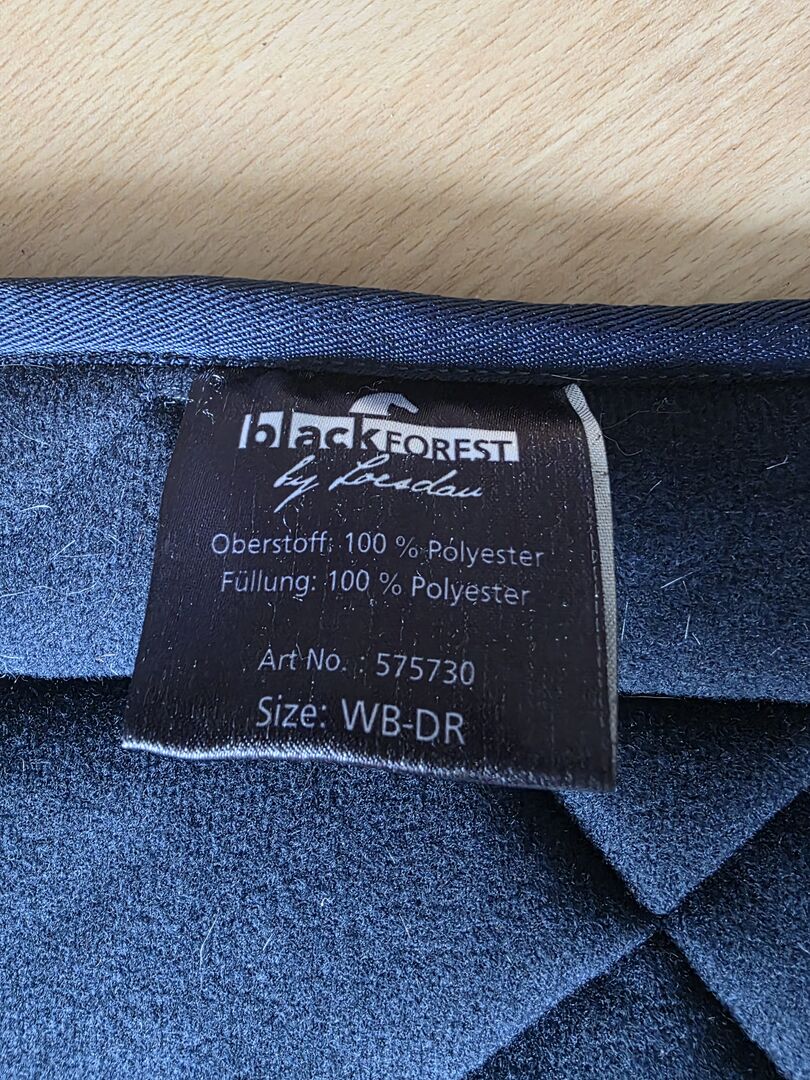 blackFOREST
by Loesdau
Oberstoff: 100 % Polyester
Füllung: 100 % Polyester
Art No. : 575730
Size: WB-DR